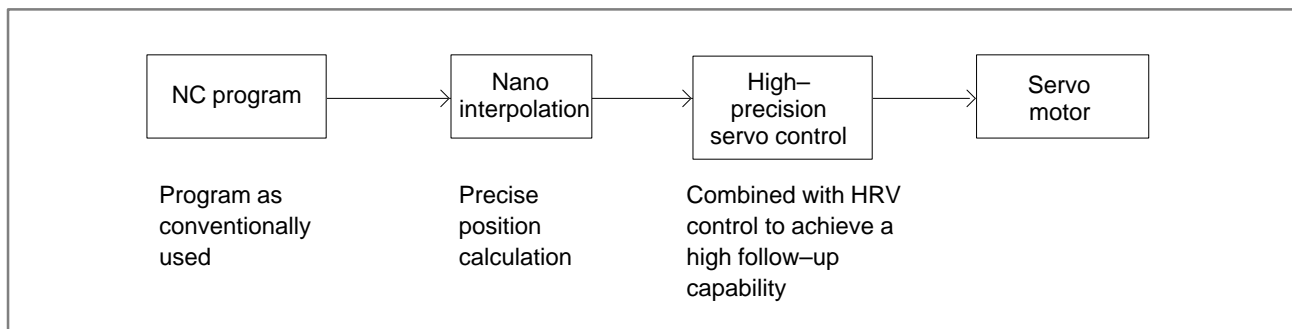 NC program
Nano
interpolation
High–
precision
servo control
Servo
motor
Program as
conventionally
used
Precise
position
calculation
Combined with HRV
control to achieve a
high follow–up
capability